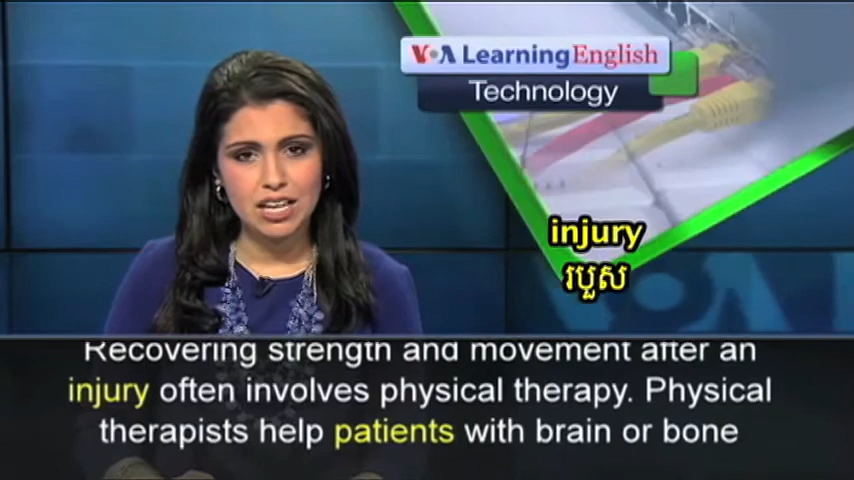 VOA Learning English
Technology
injury
របួស
Recovering strength and movement after an
injury often involves physical therapy. Physical
therapists help patients with brain or bone